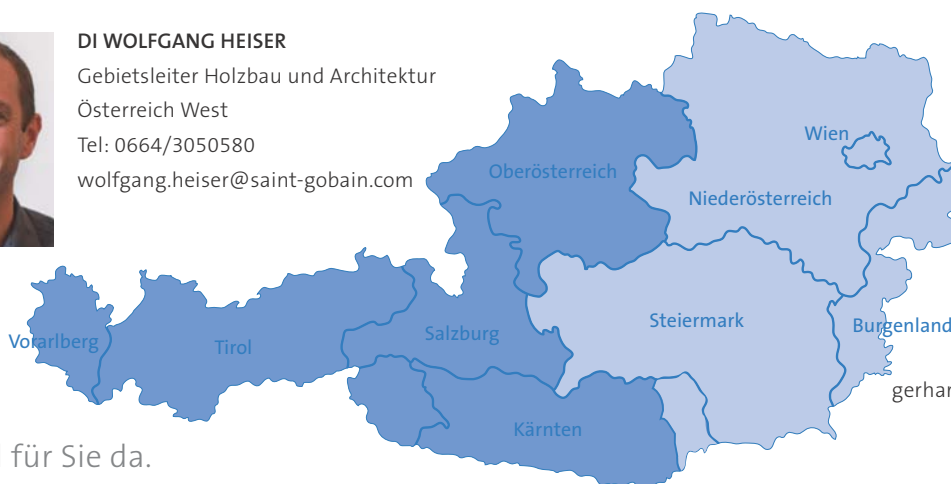 DI WOLFGANG HEISER
Gebietsleiter Holzbau und Architektur
Österreich West
Tel: 0664/3050580
wolfgang.heiser@saint-gobain.com
Wien
Oberösterreich
Niederösterreich
Steiermark
Burgenland
Salzburg
Vorarlberg
Tirol
gerhar
Kärnten
für Sie da.